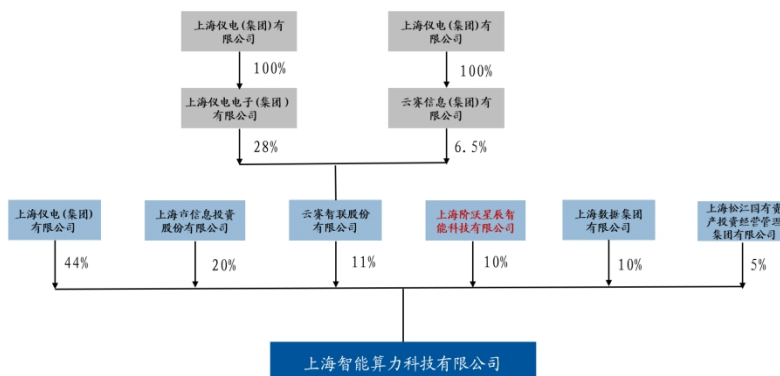 上海仪电(集团)有
限公司
上海仪电(集团)有
限公司
100%
100%
上海仪电电子(集团)
有限公司
云赛信息(集团)有
限公司
28%
6.5%
上海仪电(集团)
有限公司
上海市信息投资
股份有限公司
云赛智联股份
有限公司
上海阶跃星辰智
能科技有限公司
上海数据集团
有限公司
上海松江国有资
产投资经营管理
集团有限公司
44%
20%
11%
10%
10%
5%
上海智能算力科技有限公司